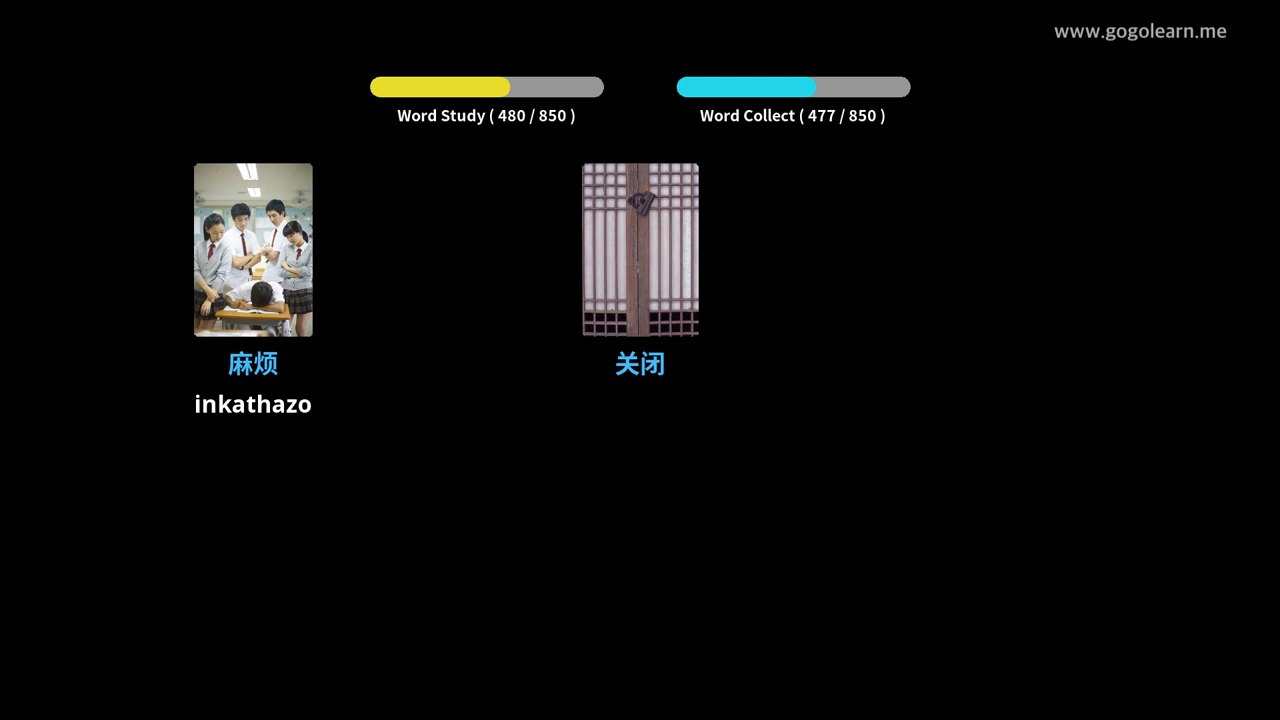 www.gogolearn.me
Word Study ( 480 / 850 )
Word Collect ( 477 / 850 )
麻烦
关闭
inkathazo